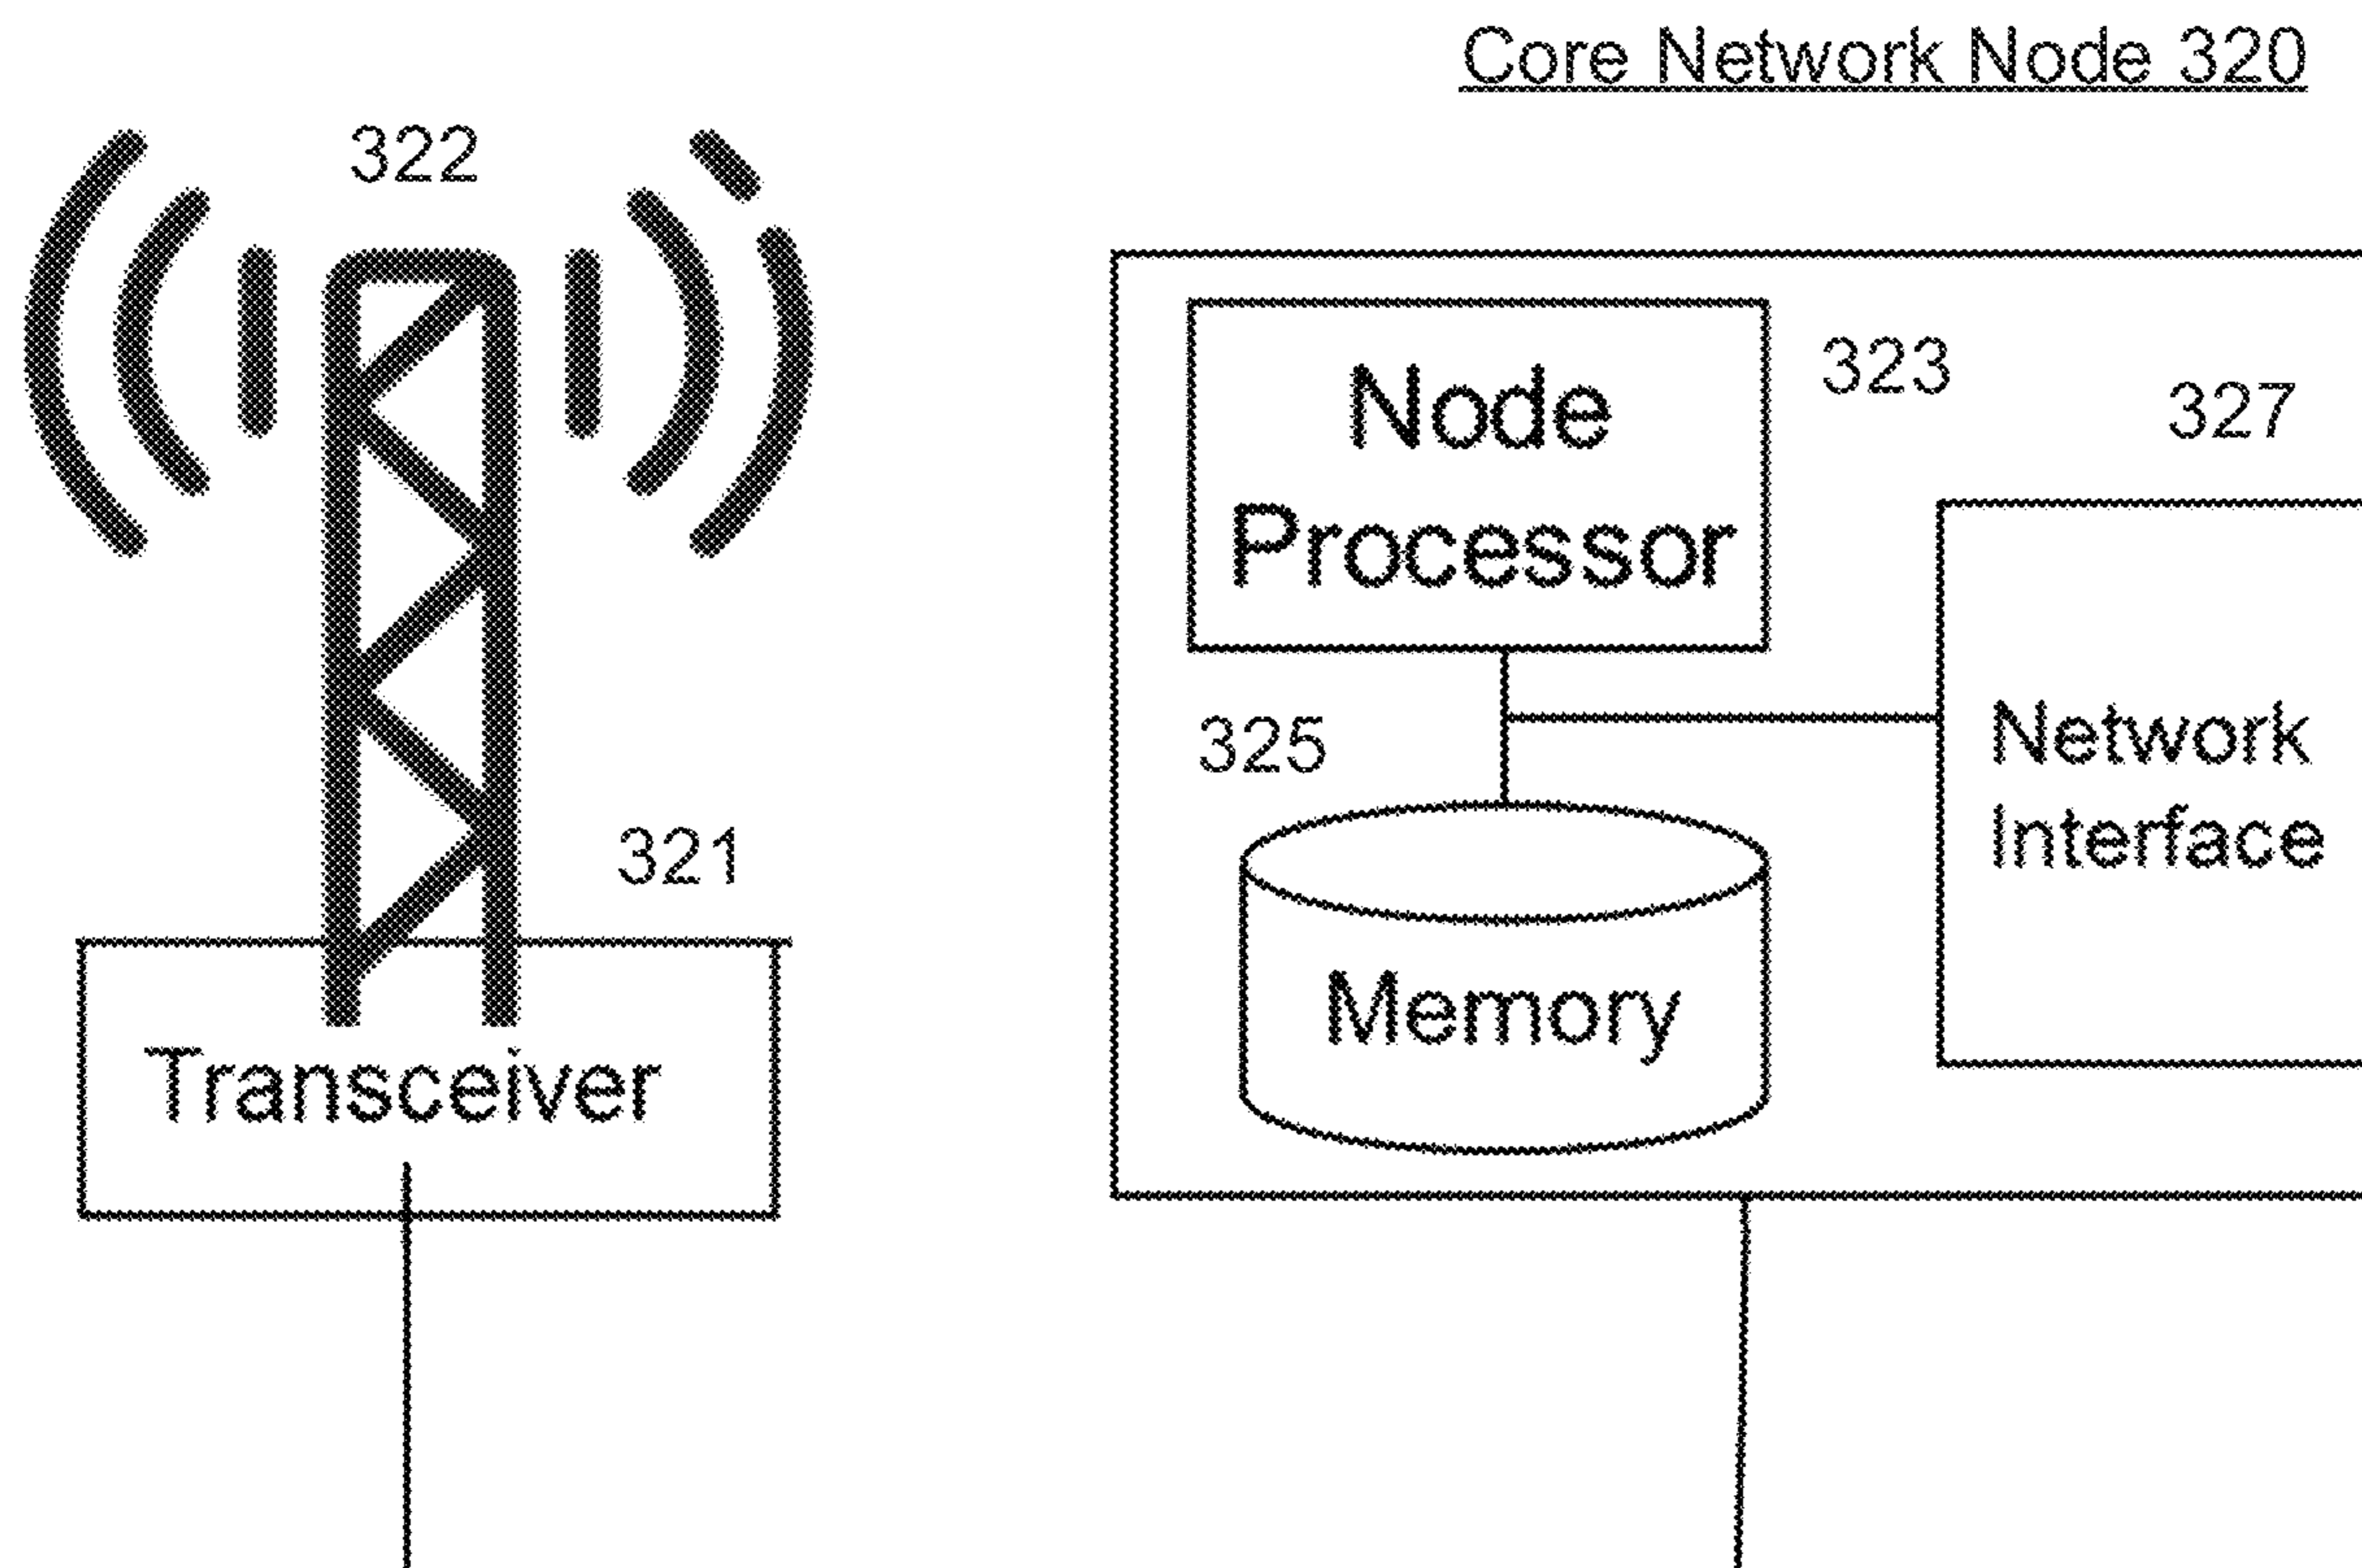 Core Network Node 320
322
323
327
Node
Processor
325
Network
Interface
321
Memory
Transceiver